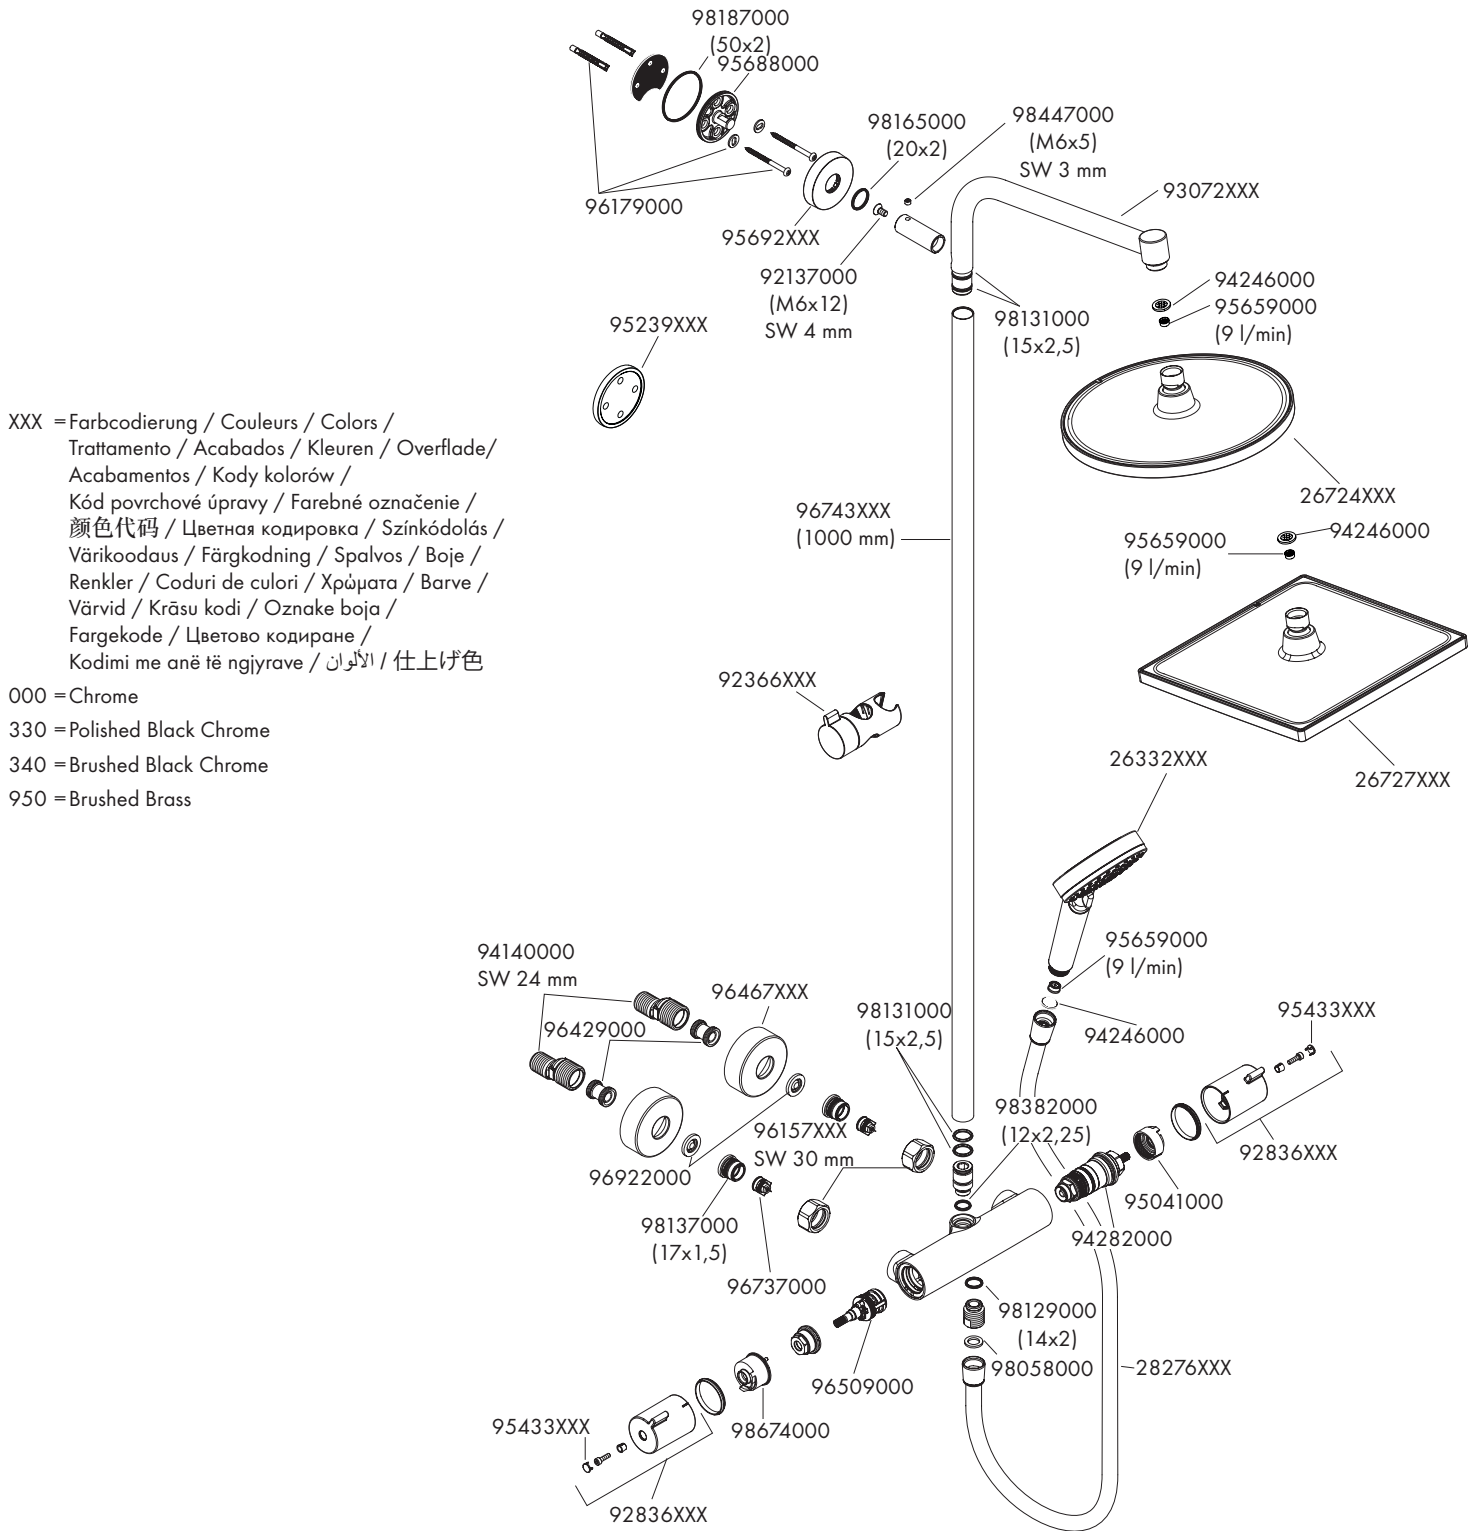 98187000
(50x2)
95688000
98165000
(20x2)
98447000
(M6x5)
SW 3 mm
93072XXX
96179000
95692XXX
92137000
(M6x12)
SW 4 mm
94246000
95659000
(9 l/min)
98131000
(15x2,5)
95239XXX
XXX = Farbcodierung / Couleurs / Colors /
Trattamento / Acabados / Kleuren / Overflade/
Acabamentos / Kody kolorów /
Kód povrchové úpravy / Farebné označenie /
颜色代码 / Цветная кодировка / Színkódolás /
Värikoodaus / Färgkodning / Spalvos / Boje /
Renkler / Coduri de culori / Χρώματα / Barve /
Värvid / Krāsu kodi / Oznake boja /
Fargekode / Цветово кодиране /
Kodimi me anë të ngjyrave / الألوان / 仕上げ色
000 = Chrome
330 = Polished Black Chrome
340 = Brushed Black Chrome
950 = Brushed Brass
26724XXX
96743XXX
(1000 mm)
94246000
95659000
(9 l/min)
92366XXX
26727XXX
26332XXX
94140000
SW 24 mm
95659000
(9 l/min)
96467XXX
98131000
(15x2,5)
95433XXX
96429000
94246000
98382000
(12x2,25)
96157XXX
SW 30 mm
92836XXX
96922000
95041000
98137000
(17x1,5)
94282000
96737000
98129000
(14x2)
98058000
28276XXX
96509000
95433XXX
98674000
92836XXX